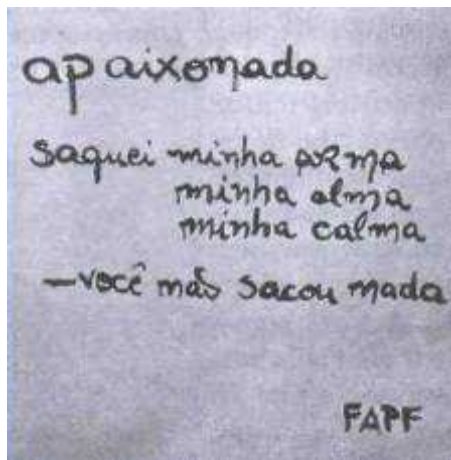 apaixonada
saquei minha arma
minha alma
minha calma
—você não sacou nada
FAPF